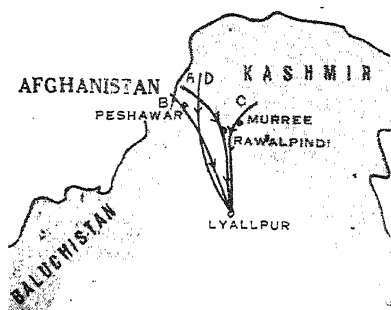 KASHMIR
A D
AFGHANISTAN
B
C
PESHAWAR
MURREE
RAWALPINDI
LYALLPUR
BALUCHISTAN